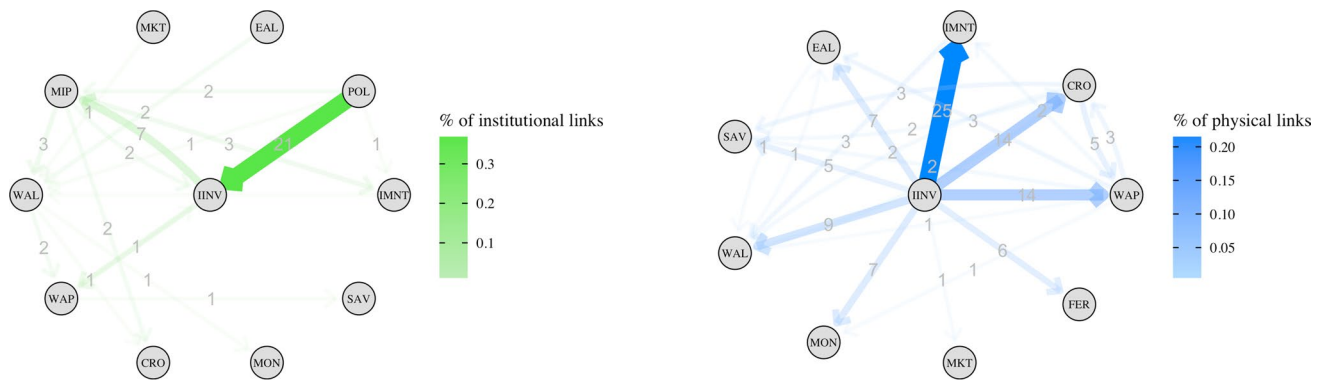 MKT
EAL
MIP
POL
WAL
IINV
IMNT
WAP
SAV
CRO
MON
2
1
2
1
3
7
2
1
3
21
1
2
2
1
1
1
1
% of institutional links
0.3
0.2
0.1
IMNT
EAL
CRO
SAV
IINV
WAP
WAL
FER
MON
MKT
3
25
2
7
3
2
3
14
5
3
1
1
5
2
2
14
9
1
6
7
1
1
% of physical links
0.20
0.15
0.10
0.05